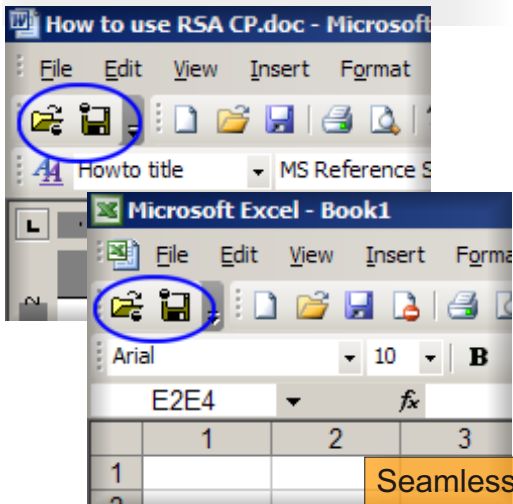 How to use RSA CP.doc - Microsoft
File Edit View Insert Format
Howto title MS Reference S
L
2
Microsoft Excel - Book1
File Edit View Insert Forma
Arial 10 B
E2E4 fx
1 2 3
1
Seamless